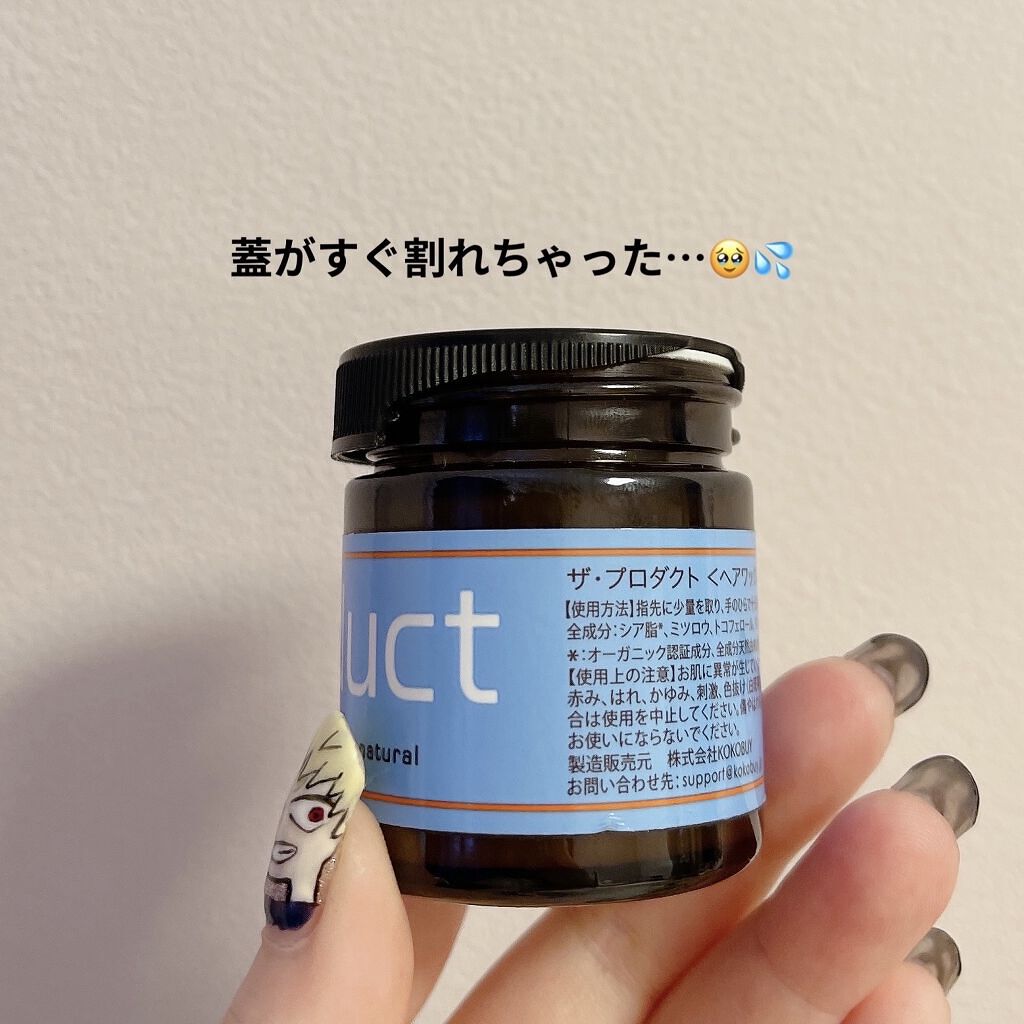 蓋がすぐ割れちゃった…🥹💦
uct
natural
ザ・プロダクト <ヘアワッ
【使用方法】指先に少量を取り、手のひらで
全成分:シア脂*、ミツロウ、トコフェロール
*:オーガニック認証成分、全成分天然
【使用上の注意】お肌に異常が生じてい
赤み、はれ、かゆみ、刺激、色抜け(白斑
合は使用を中止してください。
お使いにならないでください。
製造販売元 株式会社KOKOBUY
お問い合わせ先:support@kokobuy